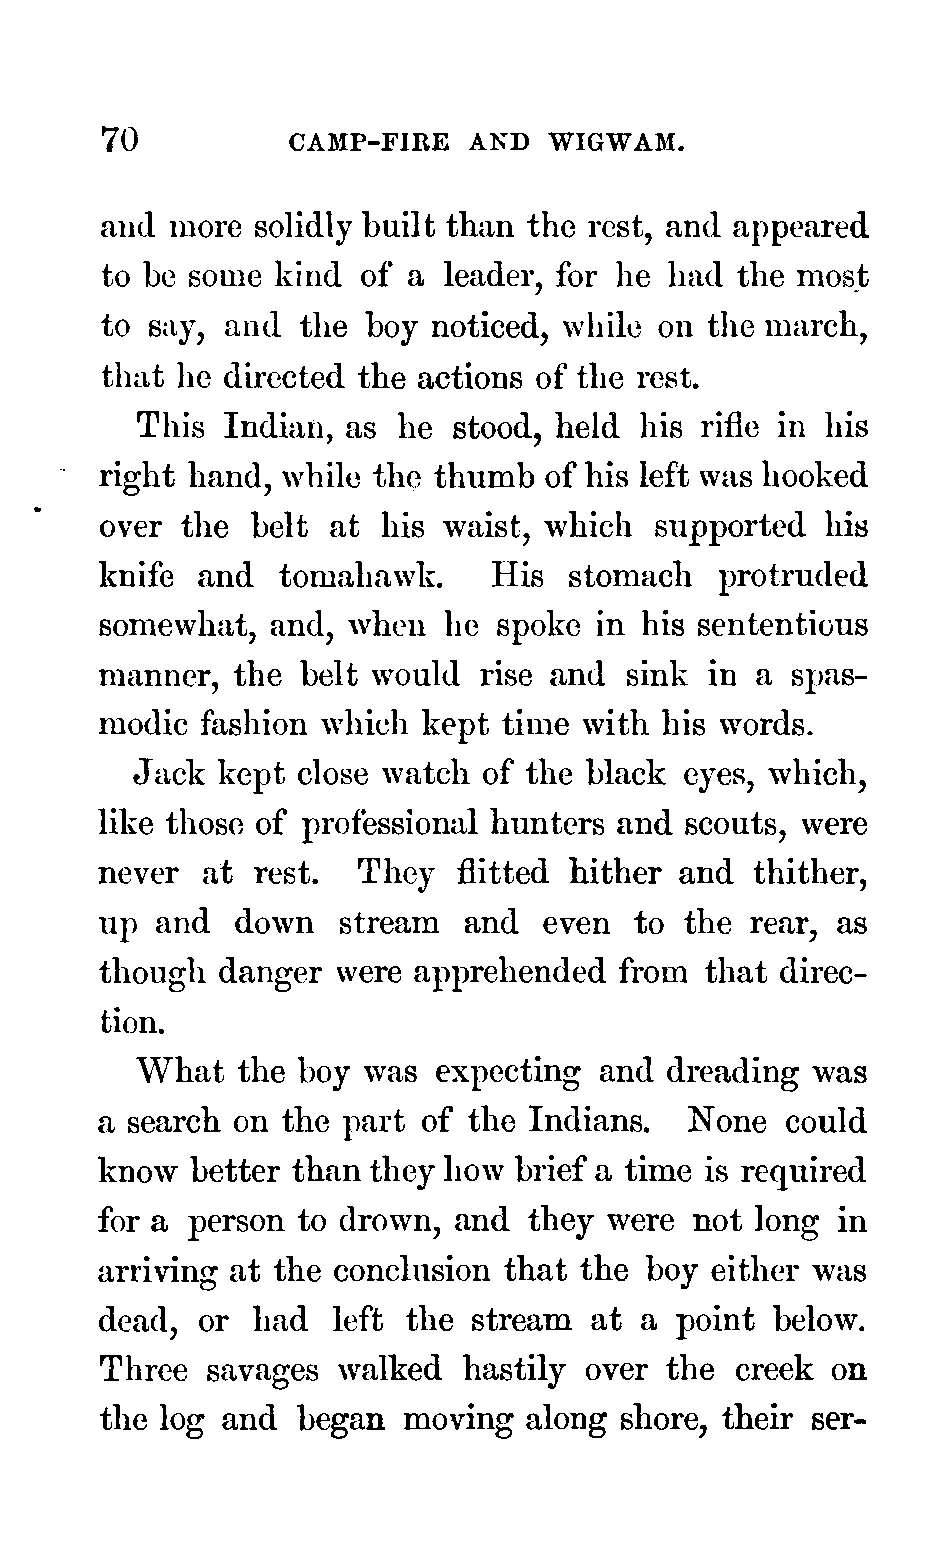 70 CAMP-FIRE AND WIGWAM.
and more solidly built than the rest, and appeared
to be some kind of a leader, for he had the most
to say, and the boy noticed, while on the march,
that he directed the actions of the rest.
This Indian, as he stood, held his rifle in his
right hand, while the thumb of his left was hooked
over the belt at his waist, which supported his
knife and tomahawk. His stomach protruded
somewhat, and, when he spoke in his sententious
manner, the belt would rise and sink in a spas-
modic fashion which kept time with his words.
Jack kept close watch of the black eyes, which,
like those of professional hunters and scouts, were
never at rest. They flitted hither and thither,
up and down stream and even to the rear, as
though danger were apprehended from that direc-
tion.
What the boy was expecting and dreading was
a search on the part of the Indians. None could
know better than they how brief a time is required
for a person to drown, and they were not long in
arriving at the conclusion that the boy either was
dead, or had left the stream at a point below.
Three savages walked hastily over the creek on
the log and began moving along shore, their ser-